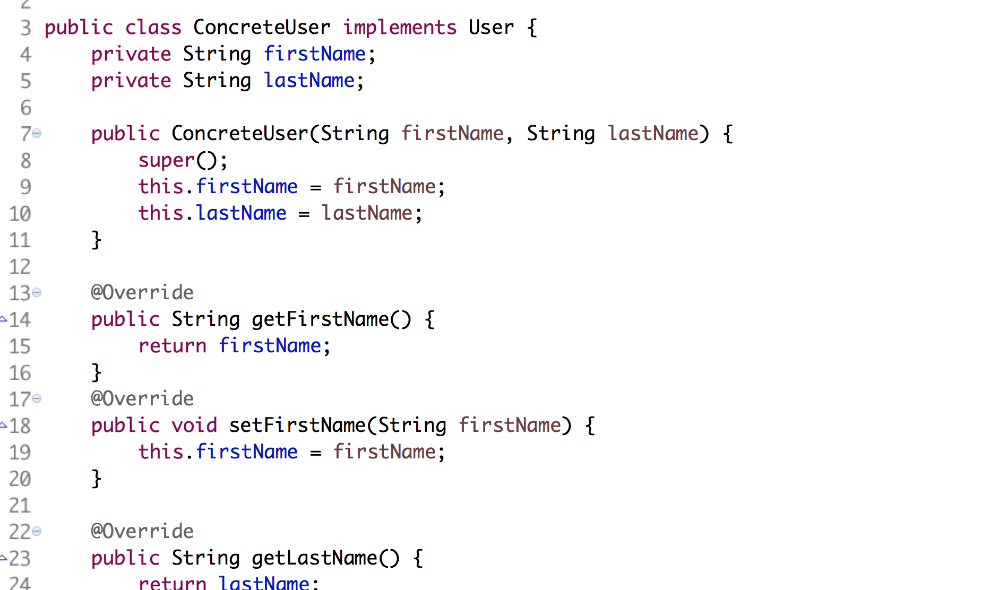 2
3 public class ConcreteUser implements User {
4 private String firstName;
5 private String lastName;
6
7 public ConcreteUser(String firstName, String lastName) {
8 super();
9 this.firstName = firstName;
10 this.lastName = lastName;
11 }
12
13 @Override
14 public String getFirstName() {
15 return firstName;
16 }
17 @Override
18 public void setFirstName(String firstName) {
19 this.firstName = firstName;
20 }
21
22 @Override
23 public String getLastName() {
24 return lastName;